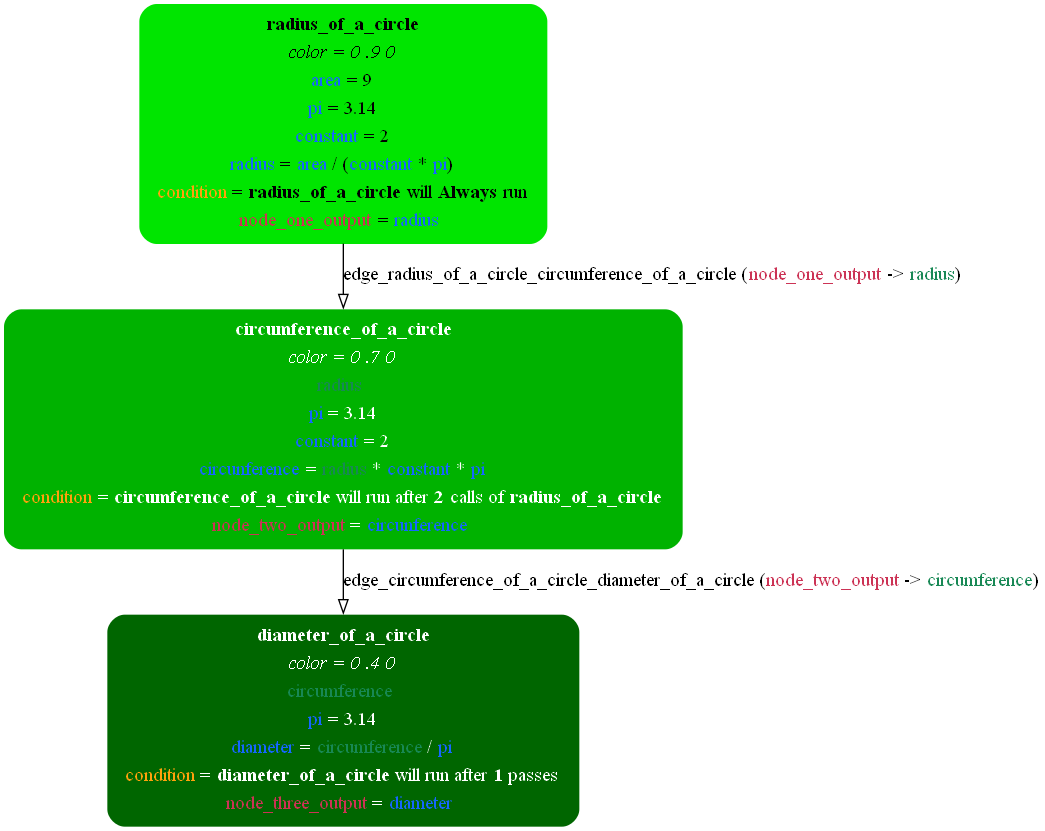 radius_of_a_circle
color = 0 .9 0
area = 9
pi = 3.14
constant = 2
radius = area / (constant * pi)
condition = radius_of_a_circle will Always run
node_one_output = radius
edge_radius_of_a_circle_circumference_of_a_circle (node_one_output -> radius)
circumference_of_a_circle
color = 0 .7 0
radius
pi = 3.14
constant = 2
circumference = radius * constant * pi
condition = circumference_of_a_circle will run after 2 calls of radius_of_a_circle
node_two_output = circumference
edge_circumference_of_a_circle_diameter_of_a_circle (node_two_output -> circumference)
diameter_of_a_circle
color = 0 .4 0
circumference
pi = 3.14
diameter = circumference / pi
condition = diameter_of_a_circle will run after 1 passes
node_three_output = diameter